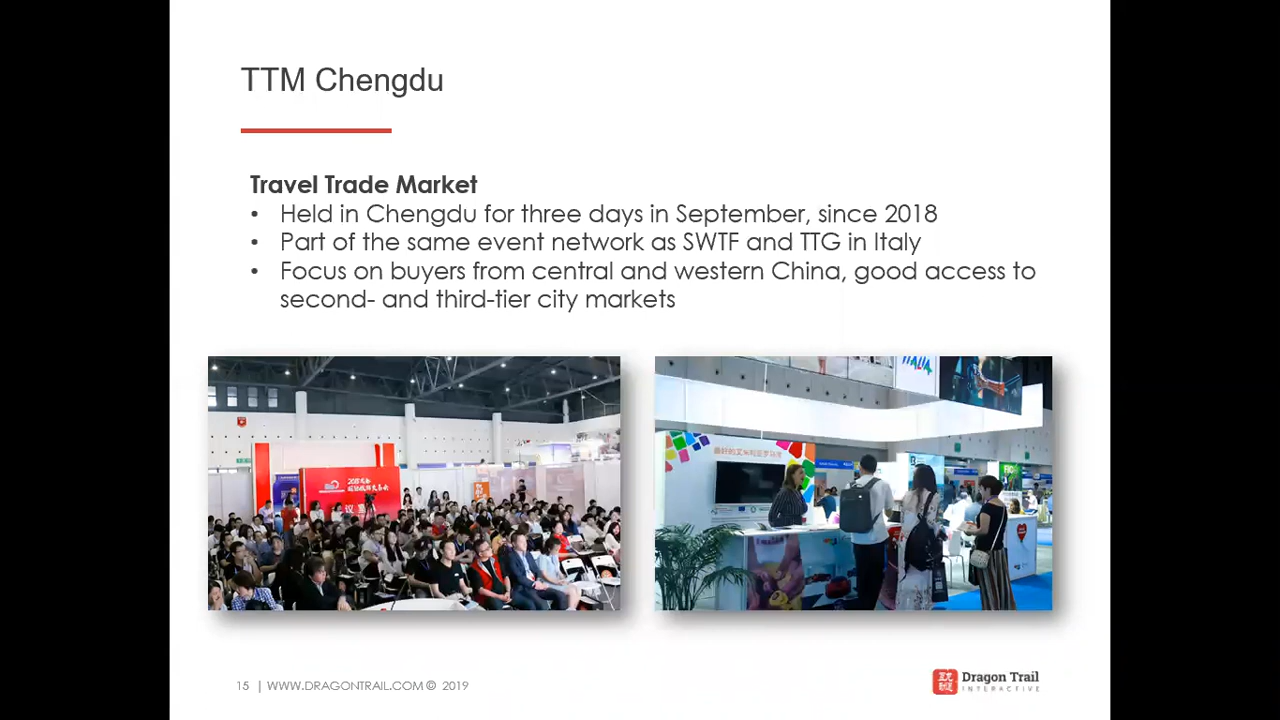 TTM Chengdu
Travel Trade Market
• Held in Chengdu for three days in September, since 2018
• Part of the same event network as SWTF and TTG in Italy
• Focus on buyers from central and western China, good access to
second- and third-tier city markets
15 | WWW.DRAGONTRAIL.COM © 2019
Dragon Trail
INTERACTIVE